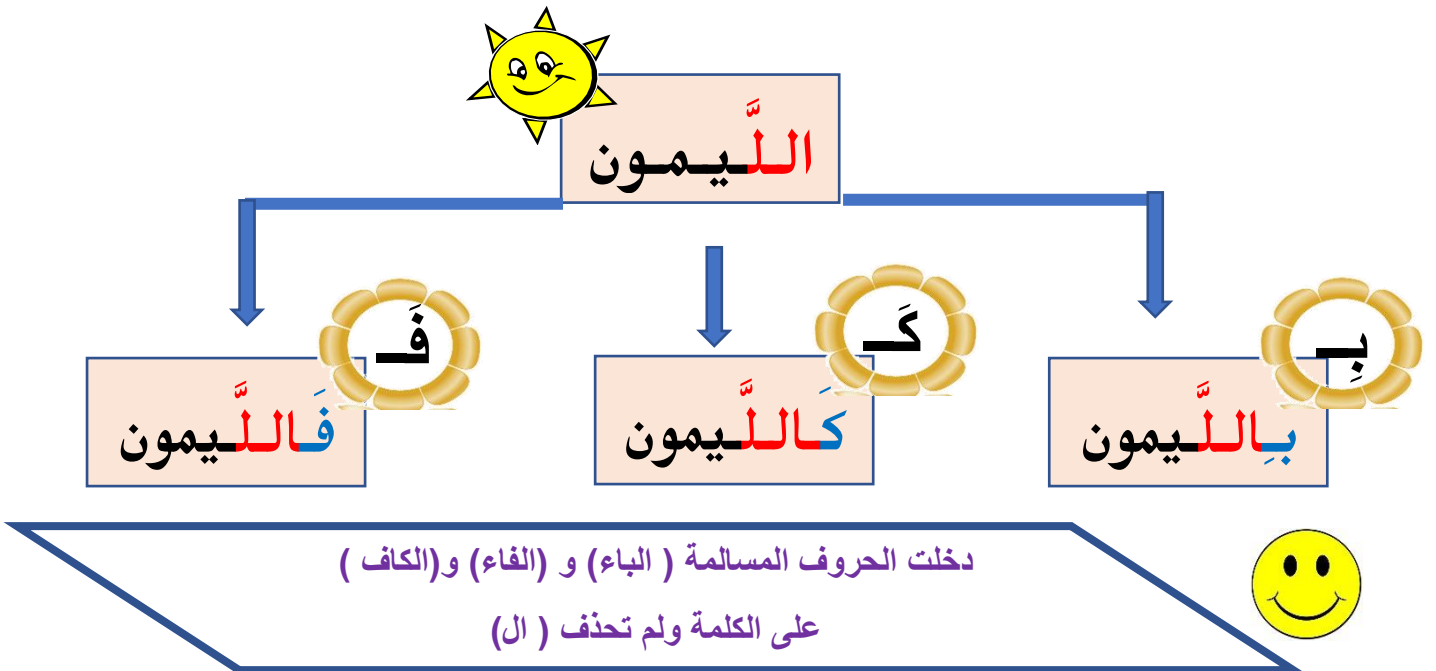 اللَّيمون
بِـ
كَـ
فَـ
بِاللَّيمون
كَاللَّيمون
فَاللَّيمون
دخلت الحروف المسالمة ( الباء) و (الفاء) و(الكاف )
على الكلمة ولم تحذف ( ال)